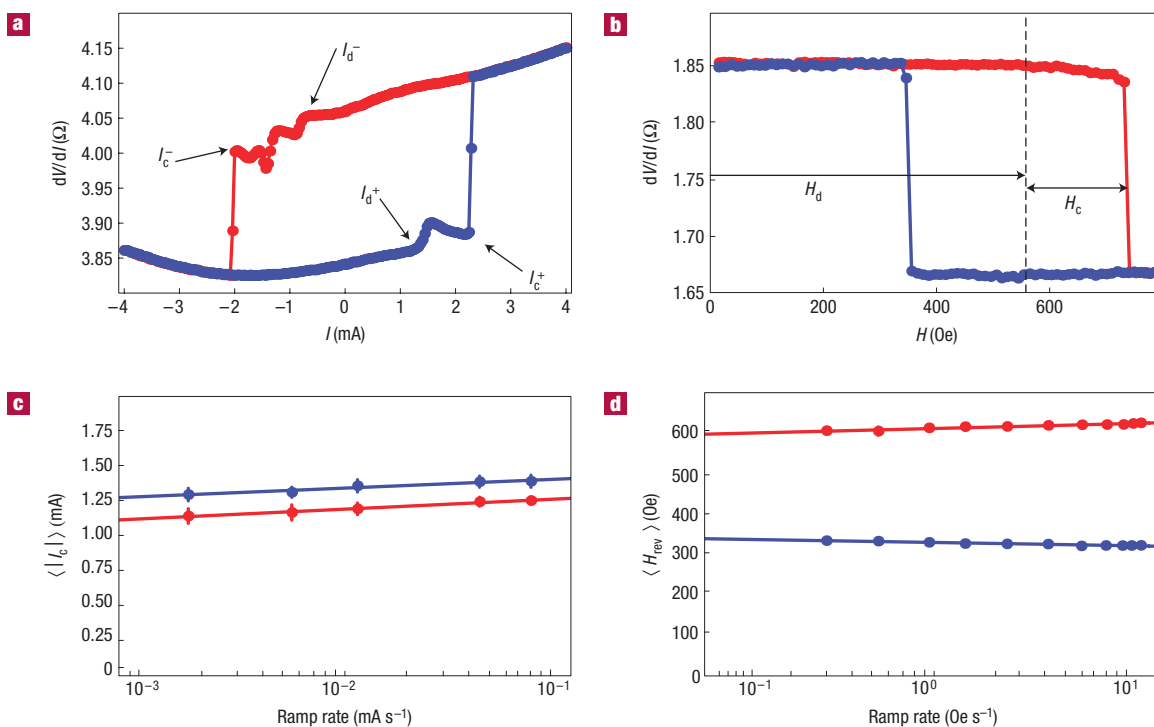 a
4.15
4.10
4.05
4.00
3.95
3.90
3.85
dV/dI (Ω)
I_d^–
I_c^–
I_d^+
I_c^+
–4 –3 –2 –1 0 1 2 3 4
I (mA)
b
1.85
1.80
1.75
1.70
1.65
dV/dI (Ω)
H_d
H_c
0 200 400 600
H (Oe)
c
1.75
1.50
1.25
1.00
0.75
0.50
0.25
0
⟨ |I_c| ⟩ (mA)
10^–3 10^–2 10^–1
Ramp rate (mA s^–1)
d
600
500
400
300
200
100
0
⟨ H_rev ⟩ (Oe)
10^–1 10^0 10^1
Ramp rate (Oe s^–1)